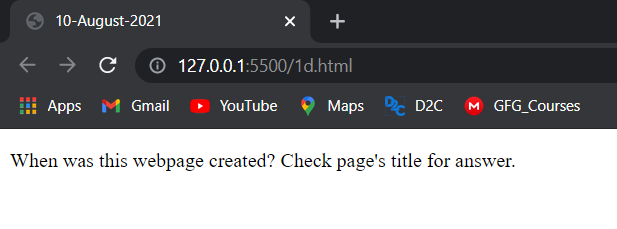 10-August-2021
127.0.0.1:5500/1d.html
Apps Gmail YouTube Maps D2C D2C M GFG_Courses
When was this webpage created? Check page's title for answer.